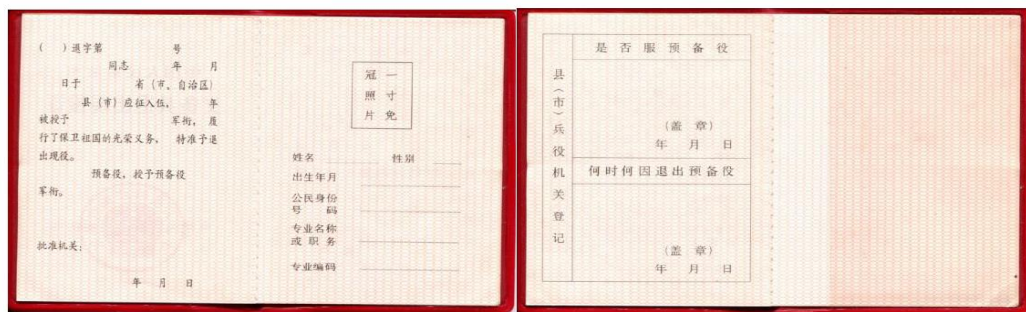 (  )退字第  号
同志  年  月
日于  省(市、自治区)
县(市)应征入伍,  年
被授予  军衔,履
行了保卫祖国的光荣义务,特准予退
出现役。
预备役,授予预备役
军衔。
批准机关:
年 月 日
冠一
照寸
片免
姓名  性别
出生年月
公民身份
号码
专业名称
或职务
专业编码
县(市)兵役机关登记
是否服预备役
(盖章)
年 月 日
何时何因退出预备役
(盖章)
年 月 日